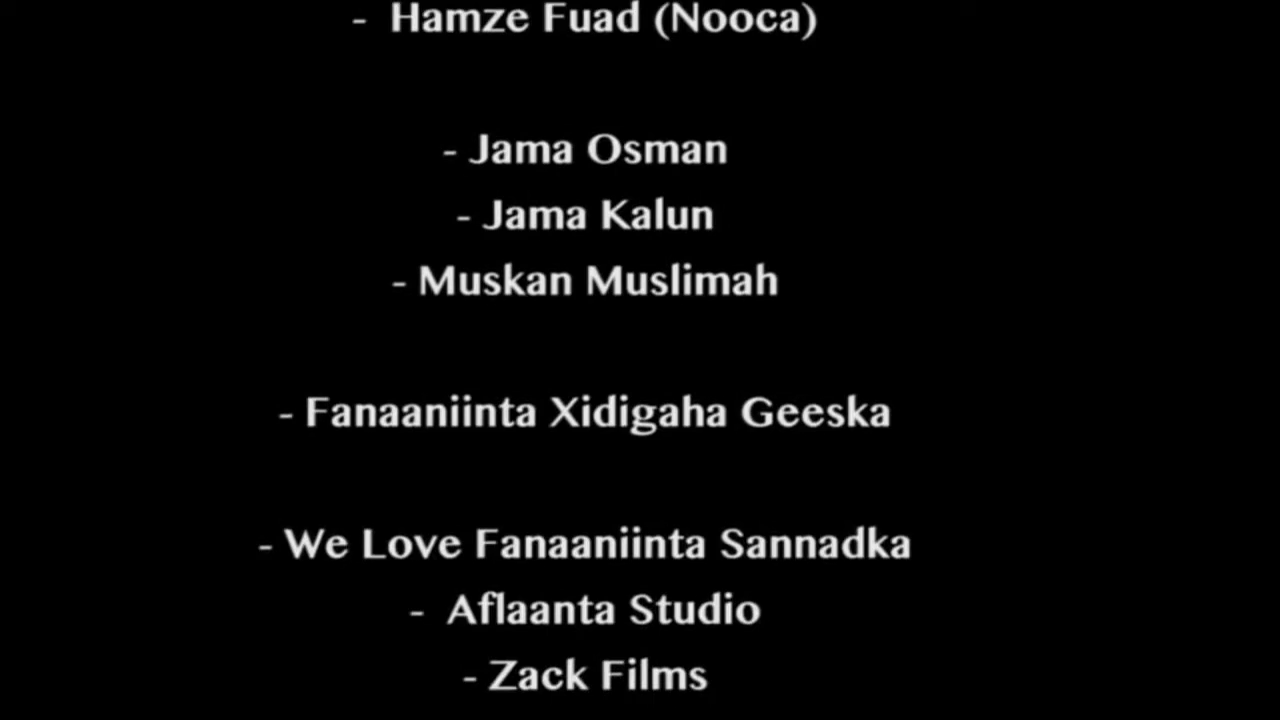 - Hamze Fuad (Nooca)
- Jama Osman
- Jama Kalun
- Muskan Muslimah
- Fanaaniinta Xidigaha Geeska
- We Love Fanaaniinta Sannadka
- Aflaanta Studio
- Zack Films